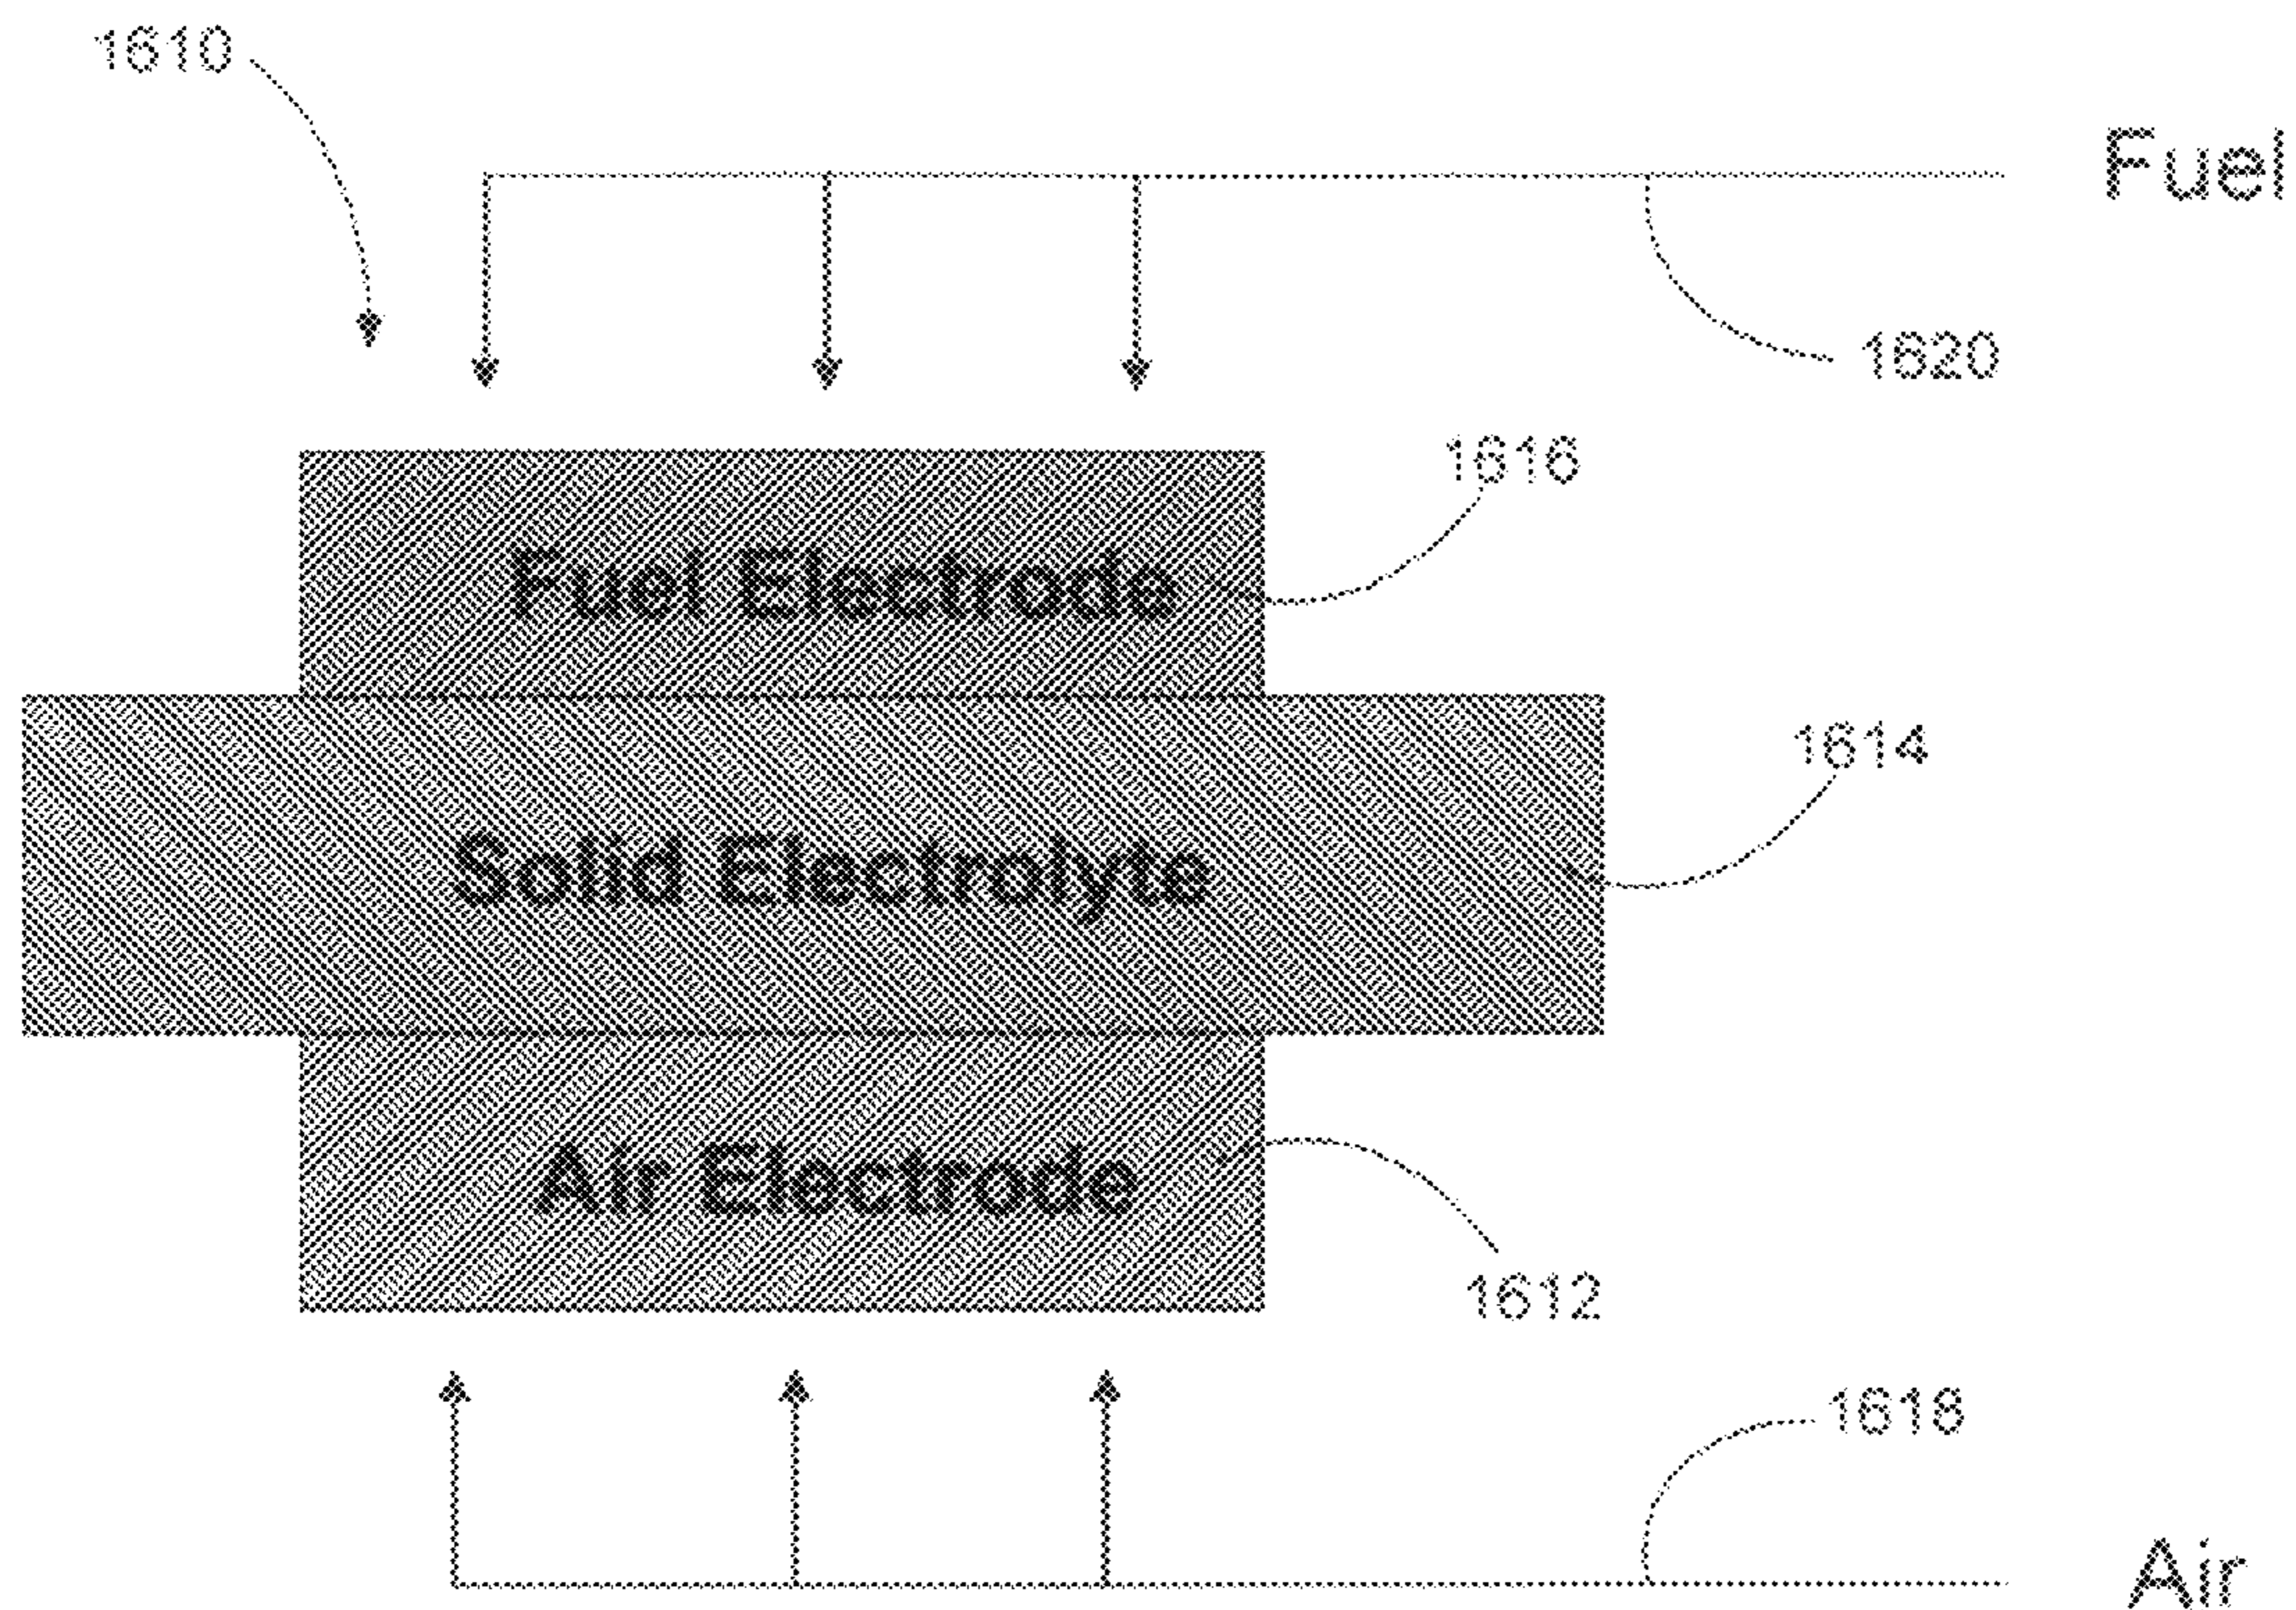 1610
Fuel
1620
1616
Fuel Electrode
1614
Solid Electrolyte
Air Electrode
1612
1618
Air